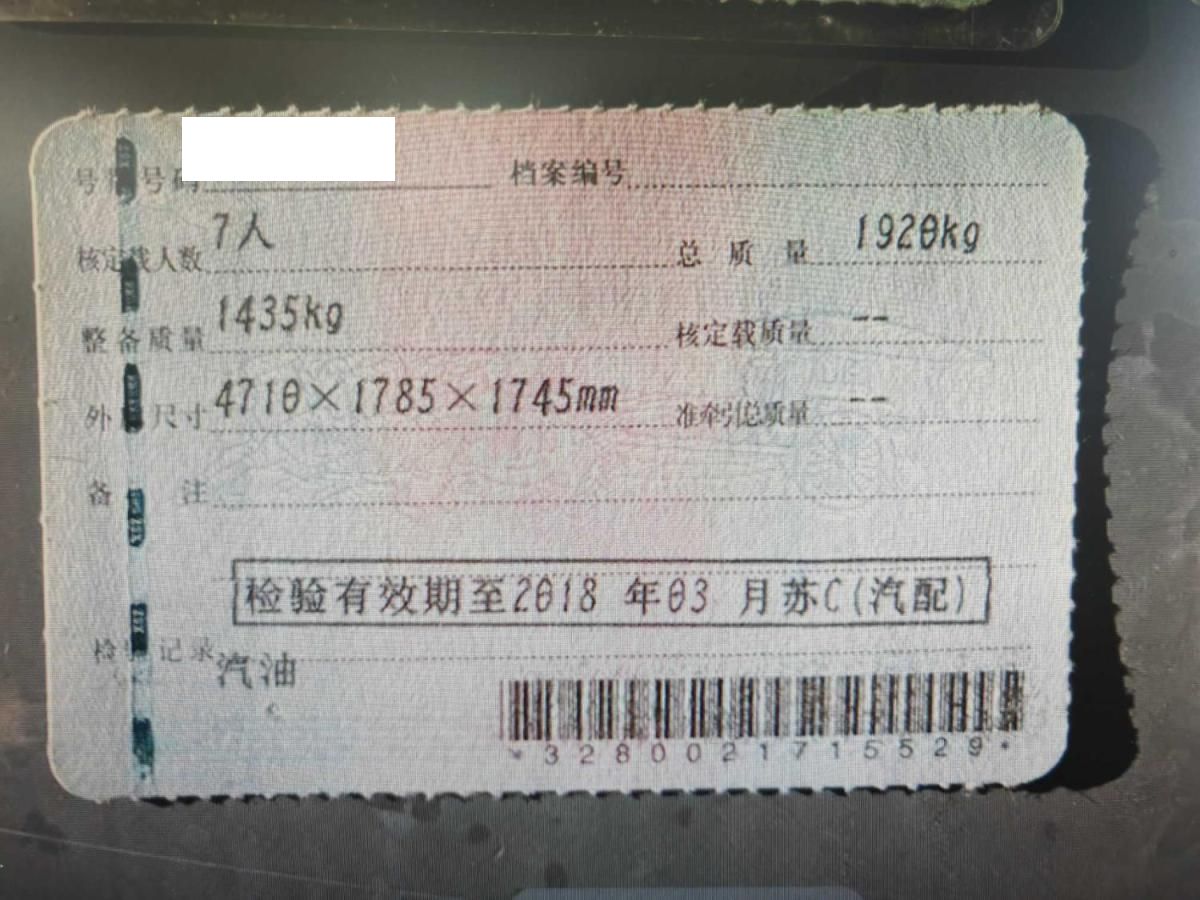 号牌号码 档案编号
核定载人数 7人 总质量 1920kg
整备质量 1435kg 核定载质量 --
外廓尺寸 4710×1785×1745mm 准牵引总质量 --
备注
检验有效期至2018 年03 月苏C(汽配)
检验记录 汽油
*3280021715529*